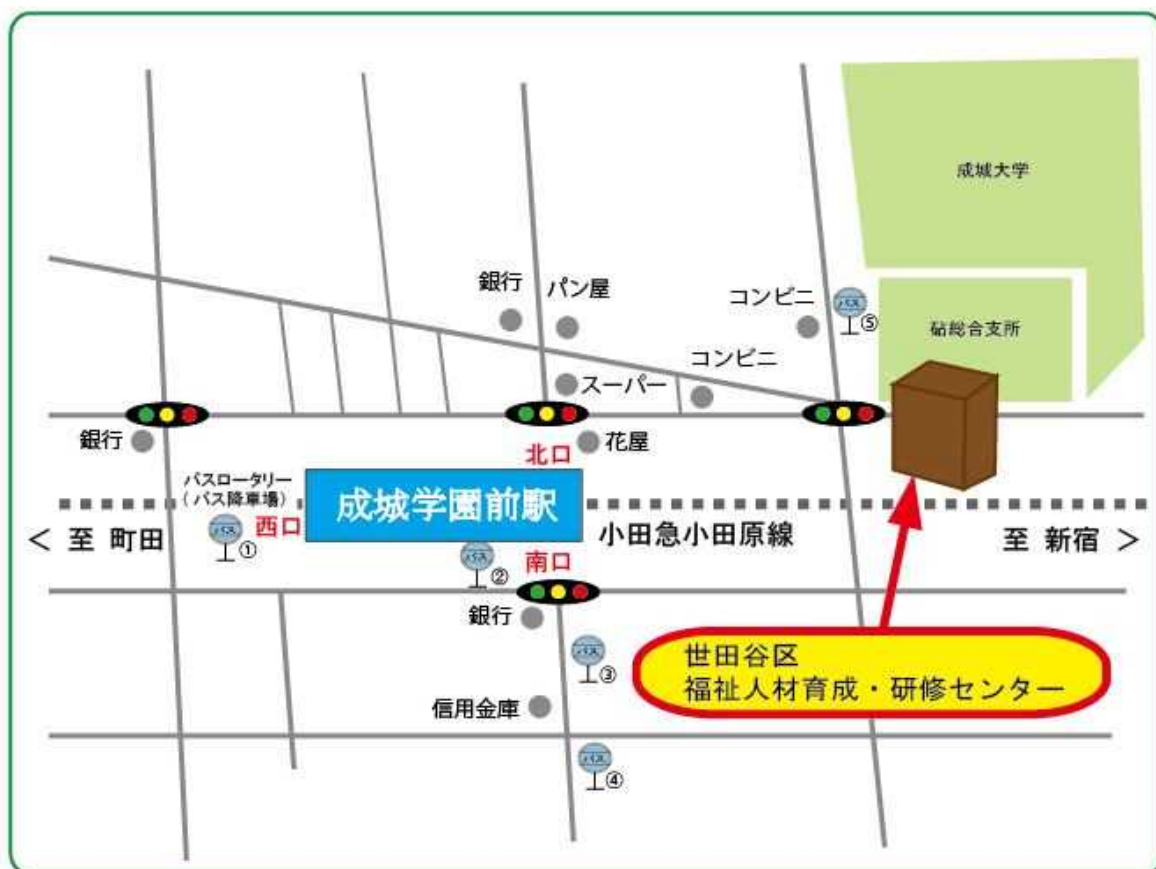 成城大学
銀行
パン屋
コンビニ
バス
⑤
砧総合支所
コンビニ
スーパー
銀行
花屋
北口
バスロータリー
(バス降車場)
成城学園前駅
西口
小田急小田原線
< 至 町田
至 新宿 >
バス
①
バス
②
南口
銀行
バス
③
世田谷区
福祉人材育成・研修センター
信用金庫
バス
④